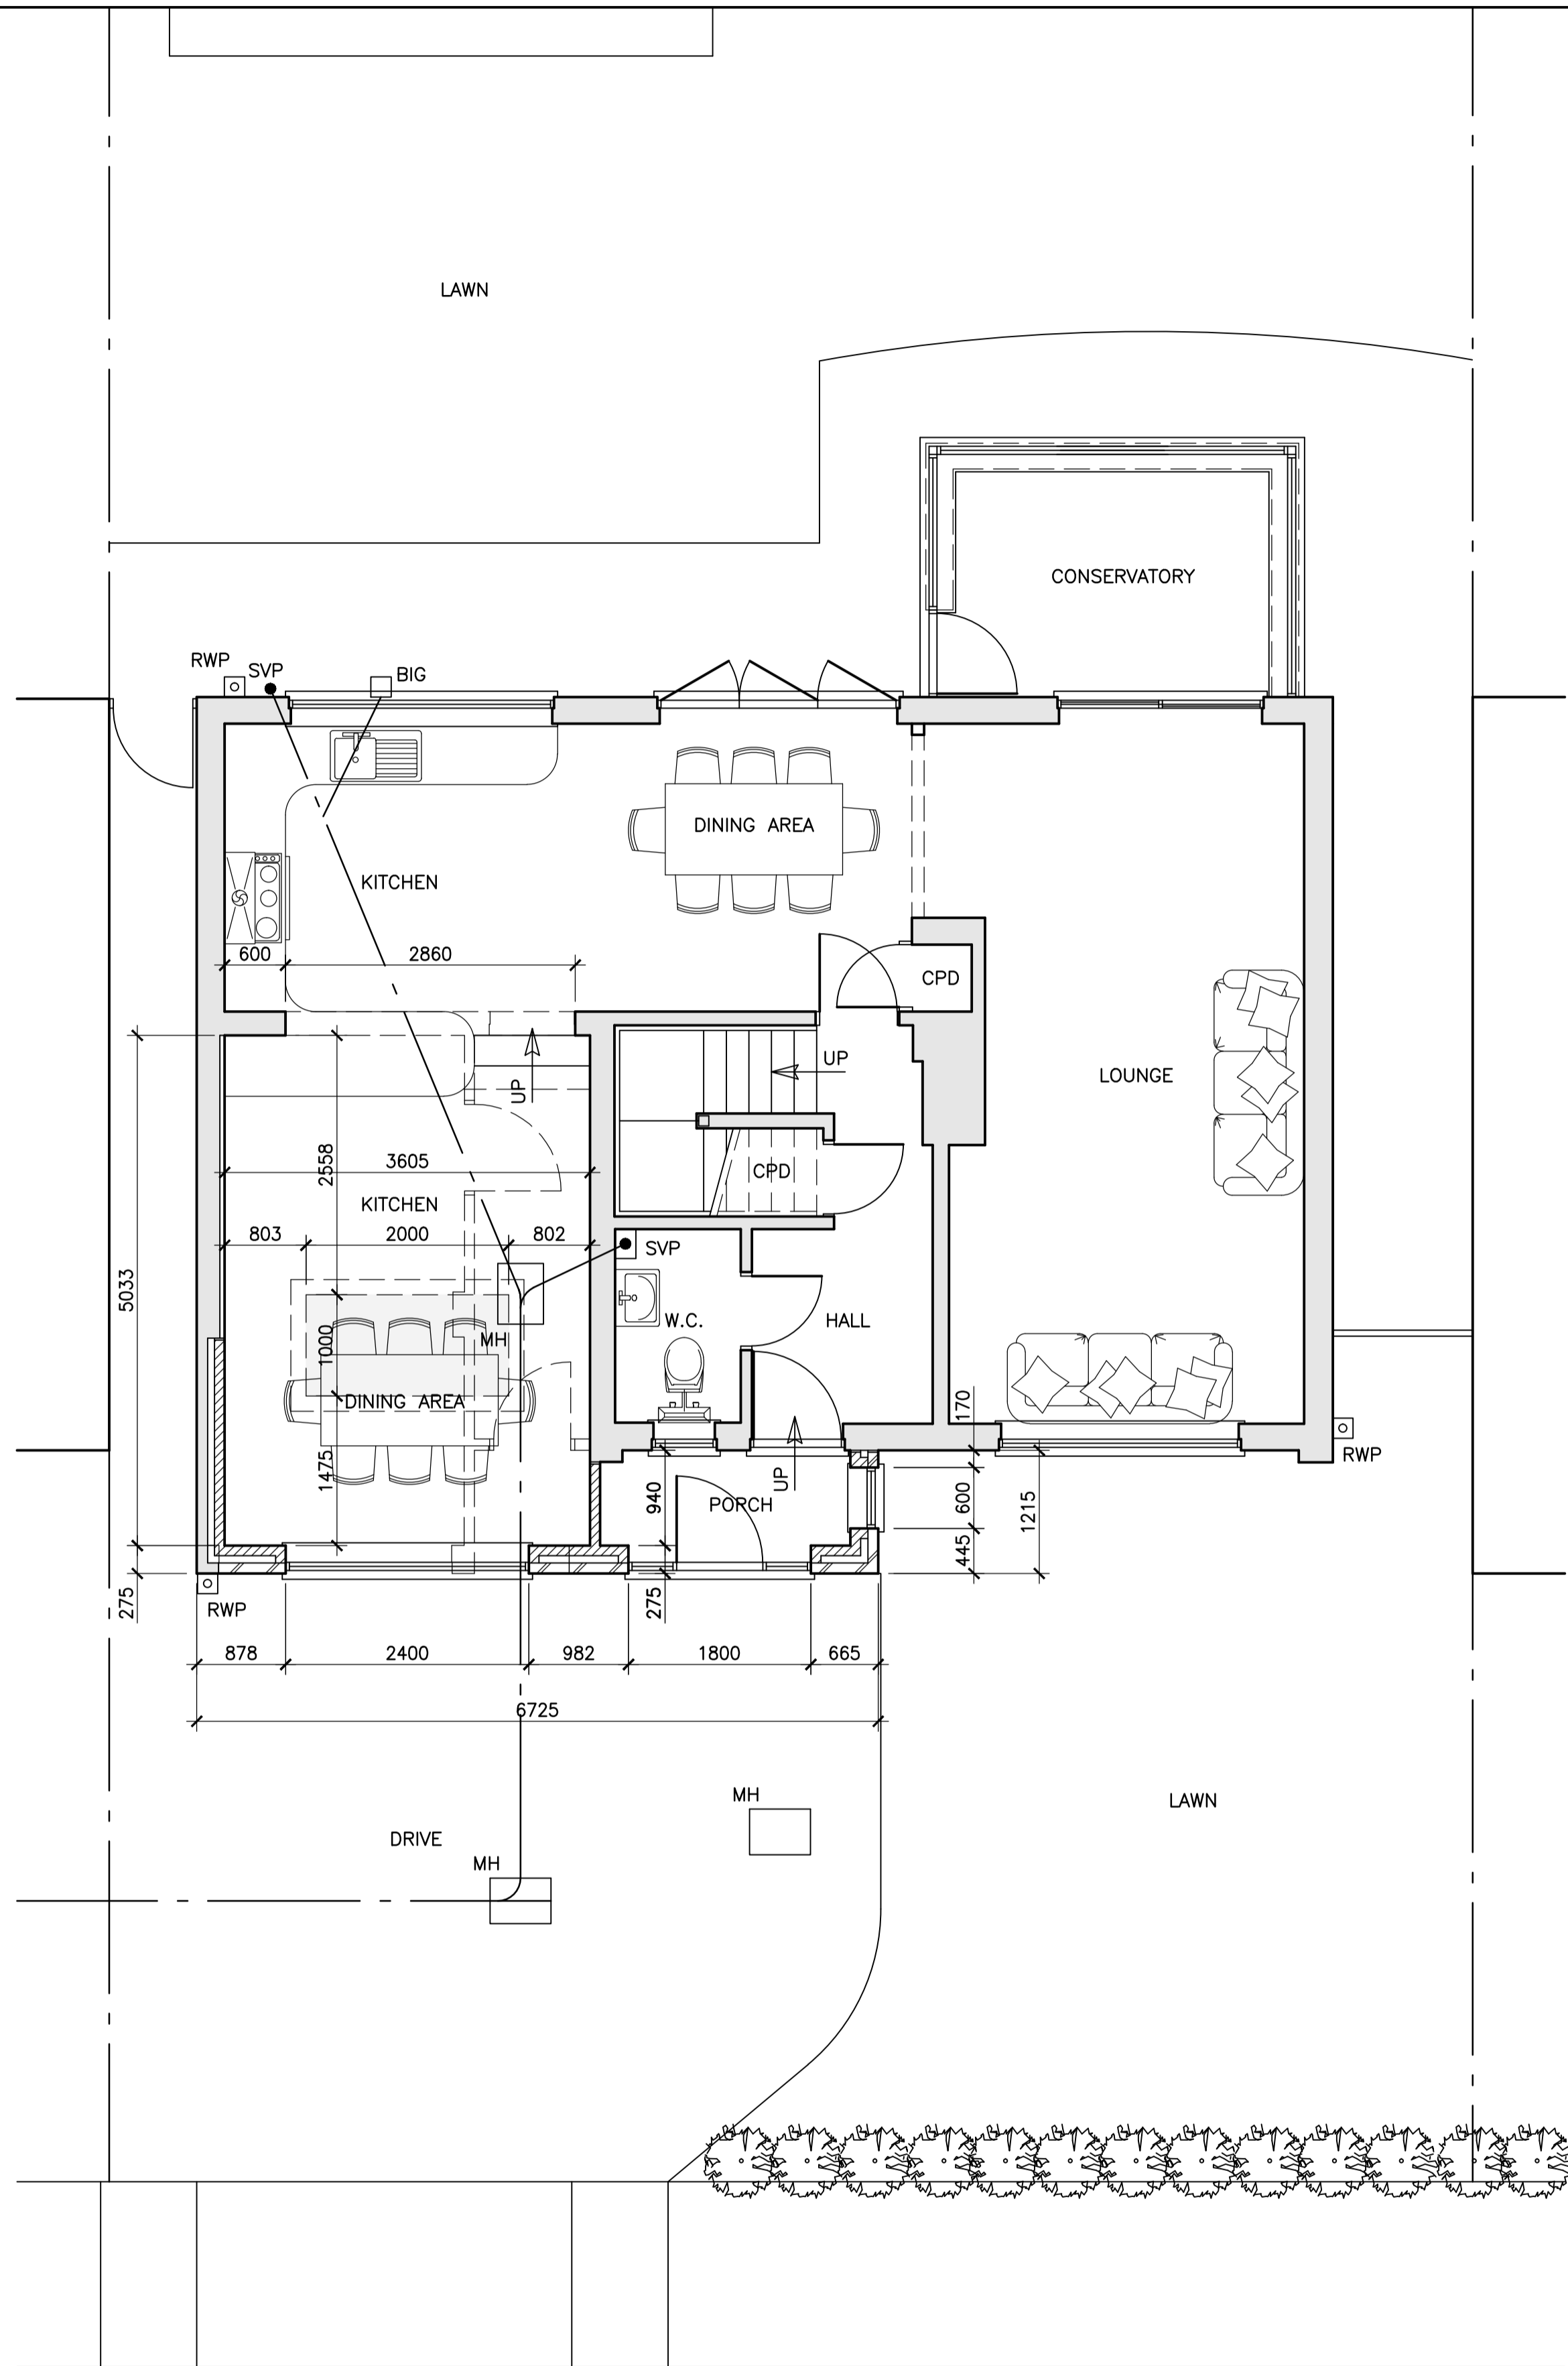 LAWN
CONSERVATORY
RWP
SVP
BIG
DINING AREA
KITCHEN
600
2860
CPD
UP
LOUNGE
UP
2558
3605
CPD
KITCHEN
803
2000
802
SVP
5033
W.C.
HALL
MH
1000
DINING AREA
170
1475
UP
RWP
940
PORCH
600
1215
445
275
RWP
275
878
2400
982
1800
665
6725
MH
LAWN
DRIVE
MH